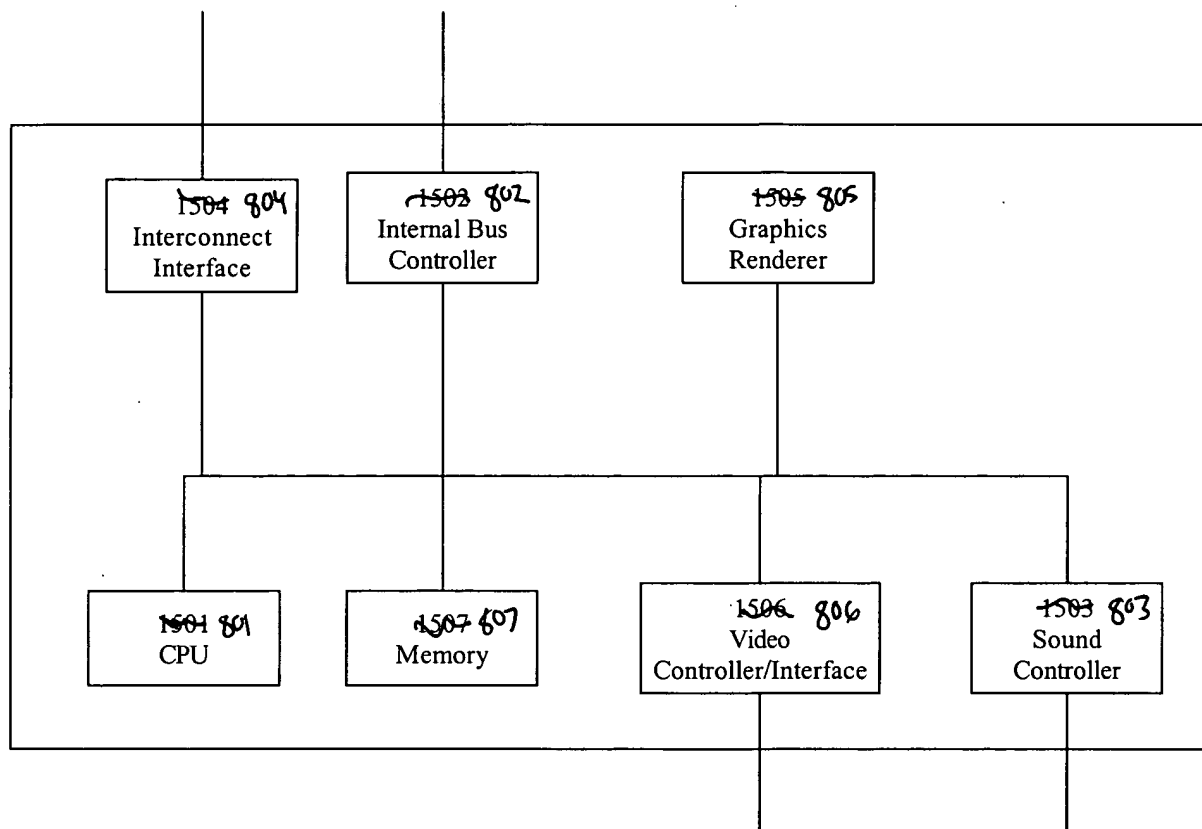 1504 804
Interconnect
Interface
1502 802
Internal Bus
Controller
1505 805
Graphics
Renderer
1501 801
CPU
1507 807
Memory
1506 806
Video
Controller/Interface
1503 803
Sound
Controller